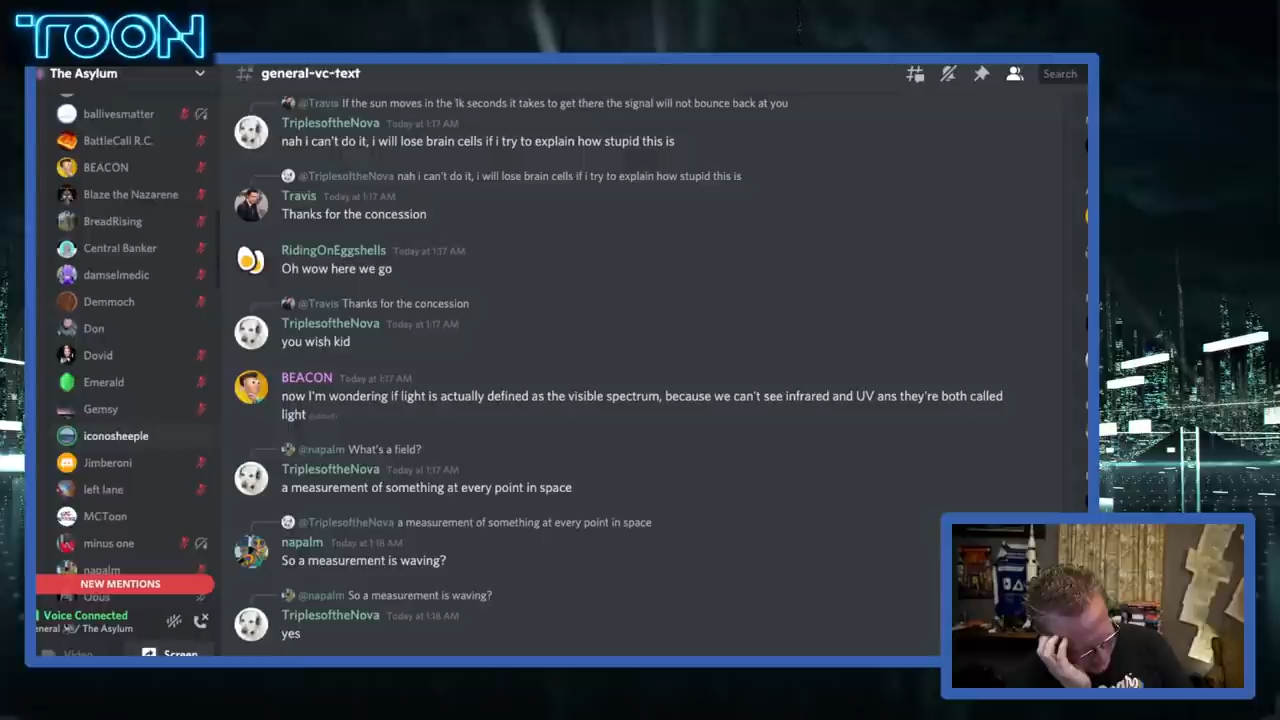 TOON
The Asylum
general-vc-text
Search
ballivesmatter
BattleCall R.C.
BEACON
Blaze the Nazarene
BreadRising
Central Banker
damselmedic
Demmoch
Don
Dovid
Emerald
Gemsy
iconosheeple
Jimberoni
left lane
MCToon
minus one
napalm
NEW MENTIONS
Obus
Voice Connected
eneral / The Asylum
Video
Screen
@Travis If the sun moves in the 1k seconds it takes to get there the signal will not bounce back at you
TriplesoftheNova Today at 1:17 AM
nah i can't do it, i will lose brain cells if i try to explain how stupid this is
@TriplesoftheNova nah i can't do it, i will lose brain cells if i try to explain how stupid this is
Travis Today at 1:17 AM
Thanks for the concession
RidingOnEggshells Today at 1:17 AM
Oh wow here we go
@Travis Thanks for the concession
TriplesoftheNova Today at 1:17 AM
you wish kid
BEACON Today at 1:17 AM
now I'm wondering if light is actually defined as the visible spectrum, because we can't see infrared and UV ans they're both called
light (edited)
@napalm What's a field?
TriplesoftheNova Today at 1:17 AM
a measurement of something at every point in space
@TriplesoftheNova a measurement of something at every point in space
napalm Today at 1:18 AM
So a measurement is waving?
@napalm So a measurement is waving?
TriplesoftheNova Today at 1:18 AM
yes